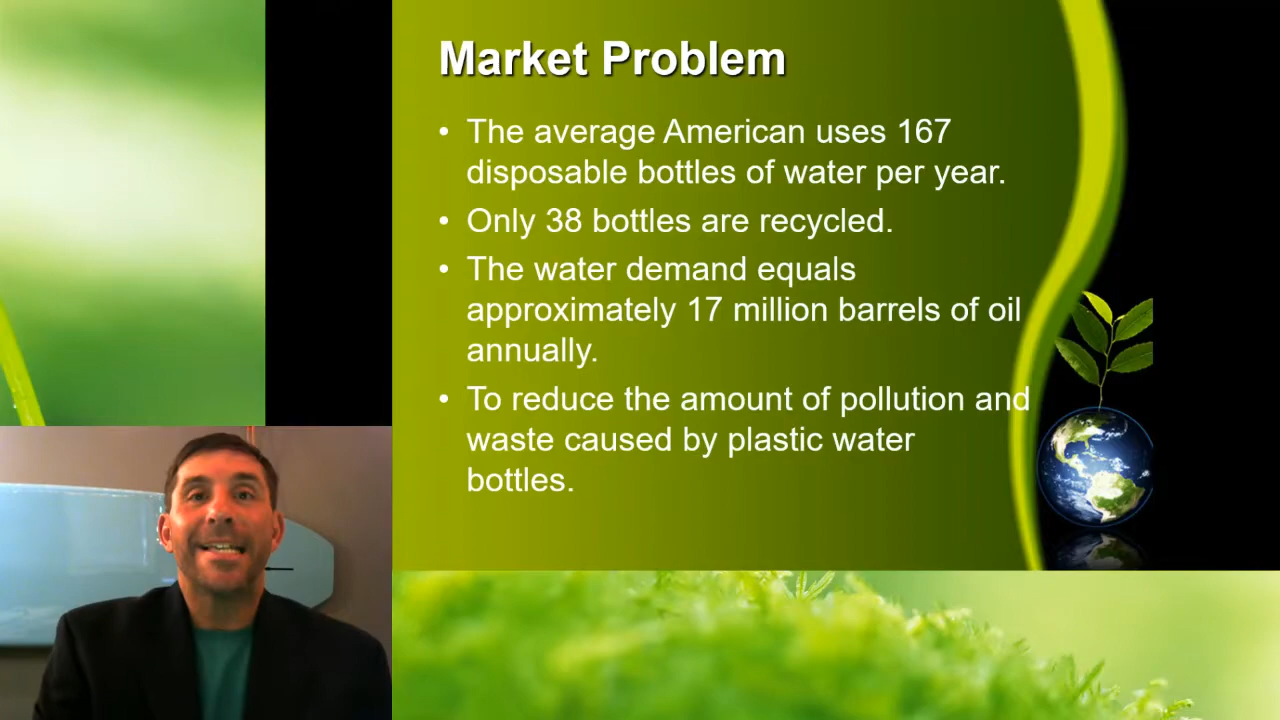 Market Problem
• The average American uses 167
disposable bottles of water per year.
• Only 38 bottles are recycled.
• The water demand equals
approximately 17 million barrels of oil
annually.
• To reduce the amount of pollution and
waste caused by plastic water
bottles.